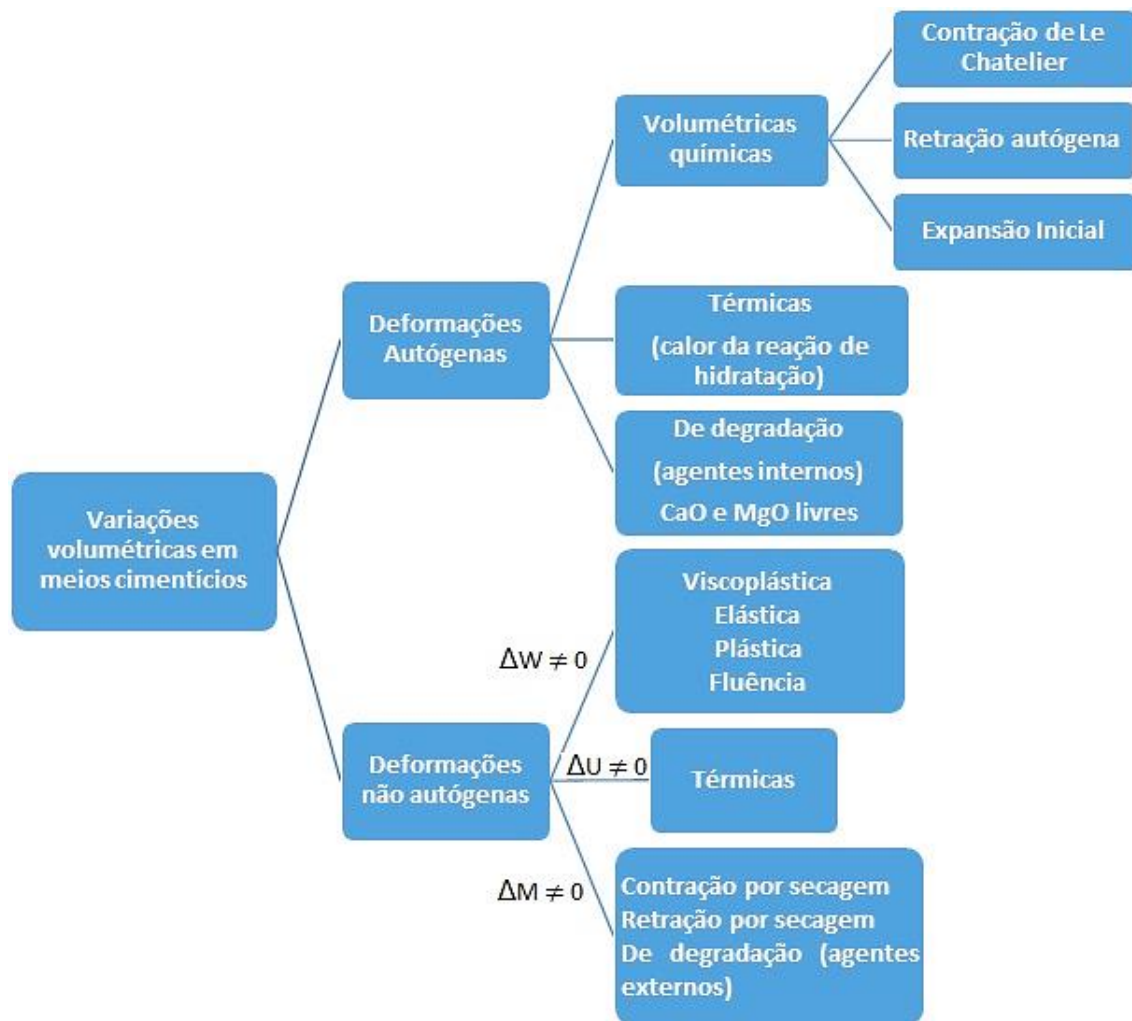 Variações
volumétricas em
meios cimentícios
Deformações
Autógenas
Volumétricas
químicas
Contração de Le
Chatelier
Retração autógena
Expansão Inicial
Térmicas
(calor da reação de
hidratação)
De degradação
(agentes internos)
CaO e MgO livres
Deformações
não autógenas
ΔW ≠ 0
Viscoplástica
Elástica
Plástica
Fluência
ΔU ≠ 0
Térmicas
ΔM ≠ 0
Contração por secagem
Retração por secagem
De degradação (agentes
externos)